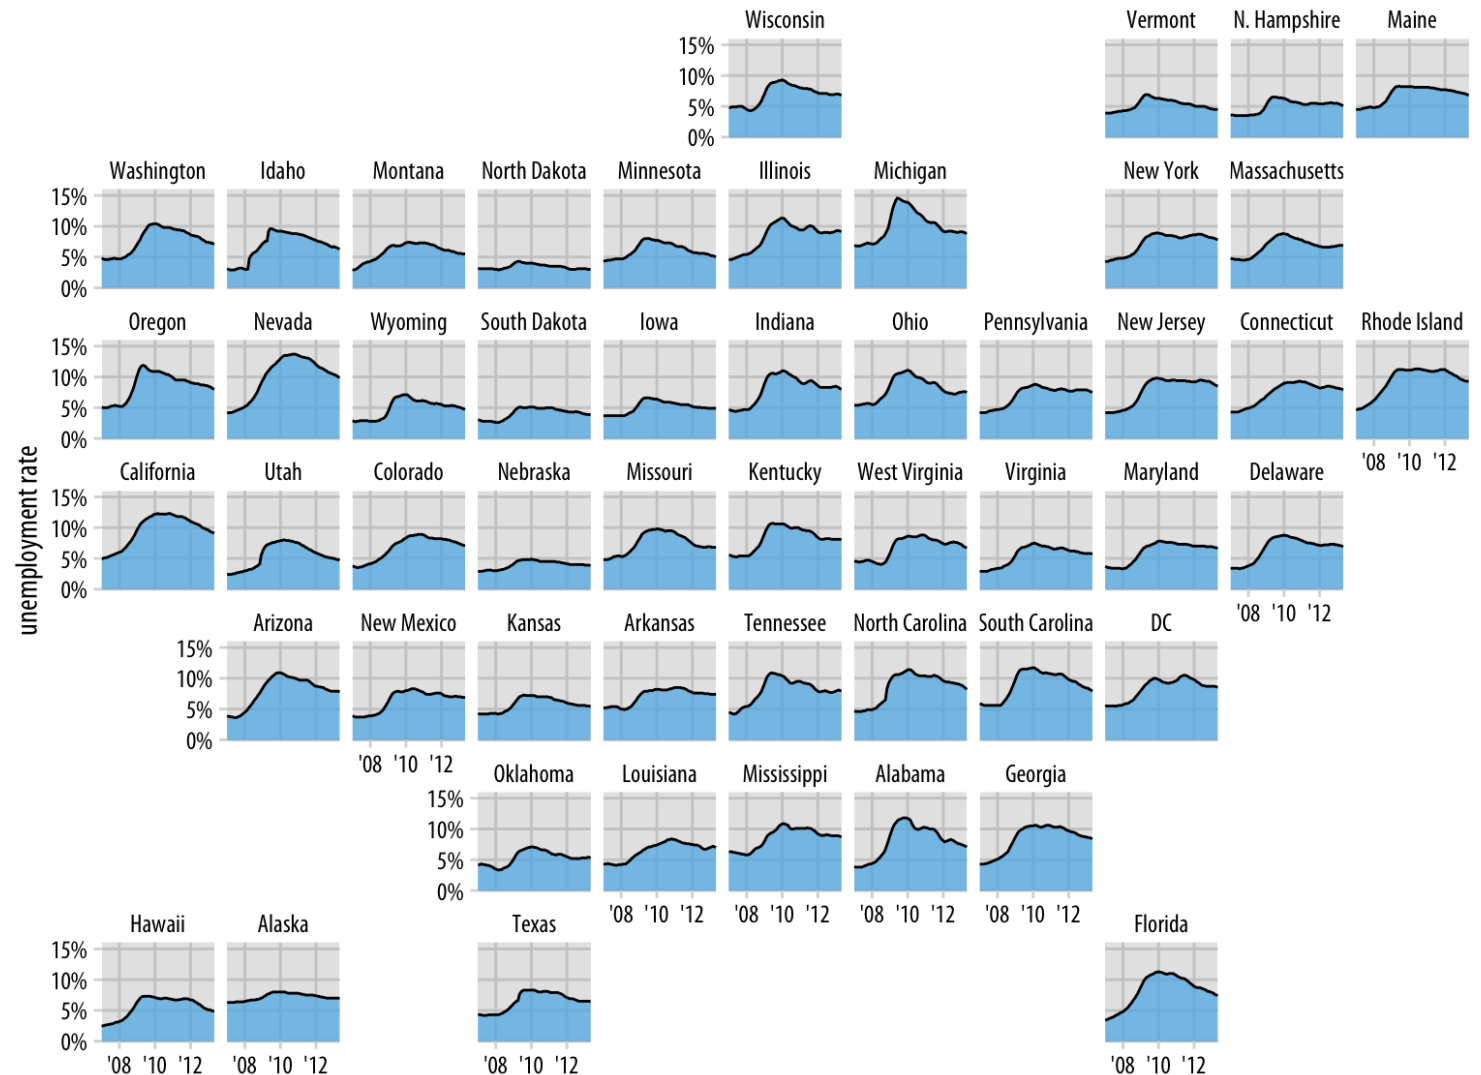 Wisconsin Vermont N. Hampshire Maine
15%
10%
5%
0%
Washington Idaho Montana North Dakota Minnesota Illinois Michigan New York Massachusetts
15%
10%
5%
0%
Oregon Nevada Wyoming South Dakota Iowa Indiana Ohio Pennsylvania New Jersey Connecticut Rhode Island
15%
10%
5%
0%
'08 '10 '12
unemployment rate
California Utah Colorado Nebraska Missouri Kentucky West Virginia Virginia Maryland Delaware
15%
10%
5%
0%
'08 '10 '12
Arizona New Mexico Kansas Arkansas Tennessee North Carolina South Carolina DC
15%
10%
5%
0%
'08 '10 '12
Oklahoma Louisiana Mississippi Alabama Georgia
15%
10%
5%
0%
'08 '10 '12 '08 '10 '12 '08 '10 '12 '08 '10 '12
Hawaii Alaska Texas Florida
15%
10%
5%
0%
'08 '10 '12 '08 '10 '12 '08 '10 '12 '08 '10 '12